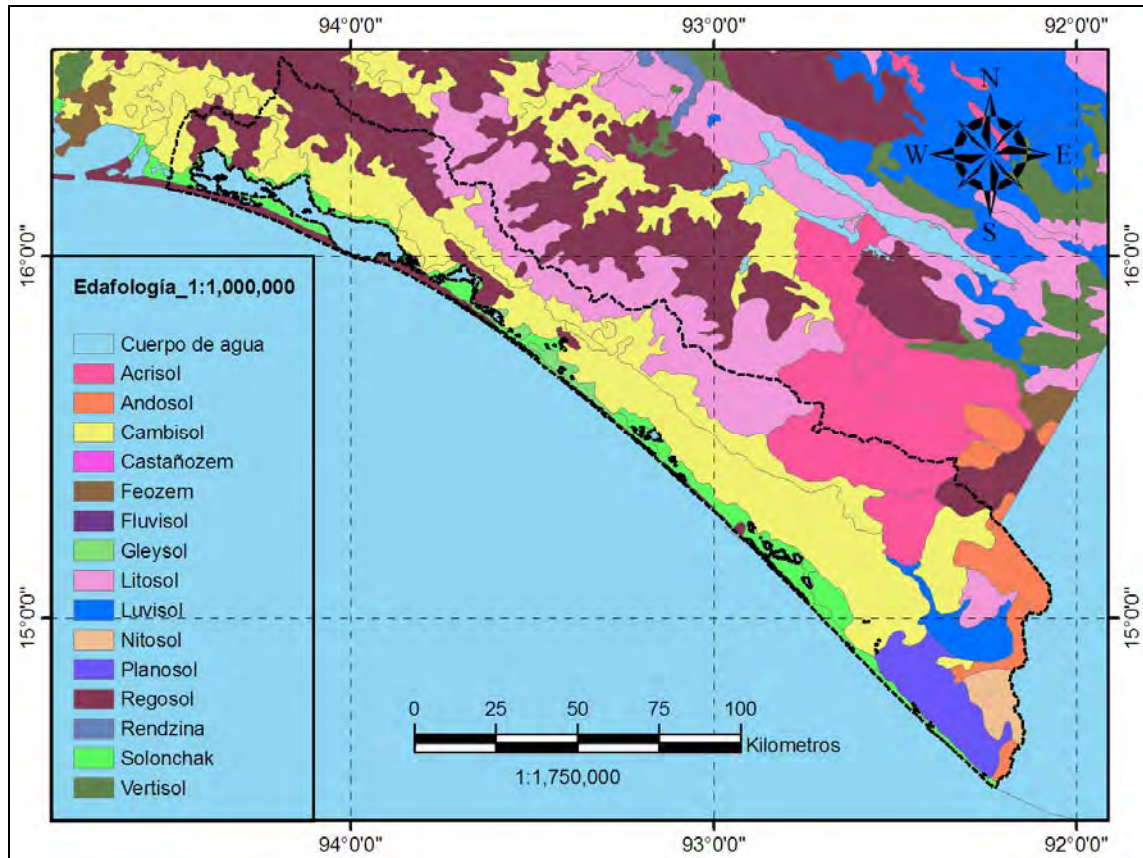 94°0'0"
93°0'0"
92°0'0"
N
W
E
S
16°0'0"
16°0'0"
Edafología_1:1,000,000
Cuerpo de agua
Acrisol
Andosol
Cambisol
Castañozem
Feozem
Fluvisol
Gleysol
Litosol
Luvisol
Nitosol
Planosol
Regosol
Rendzina
Solonchak
Vertisol
15°0'0"
15°0'0"
0 25 50 75 100
Kilometros
1:1,750,000
94°0'0"
93°0'0"
92°0'0"